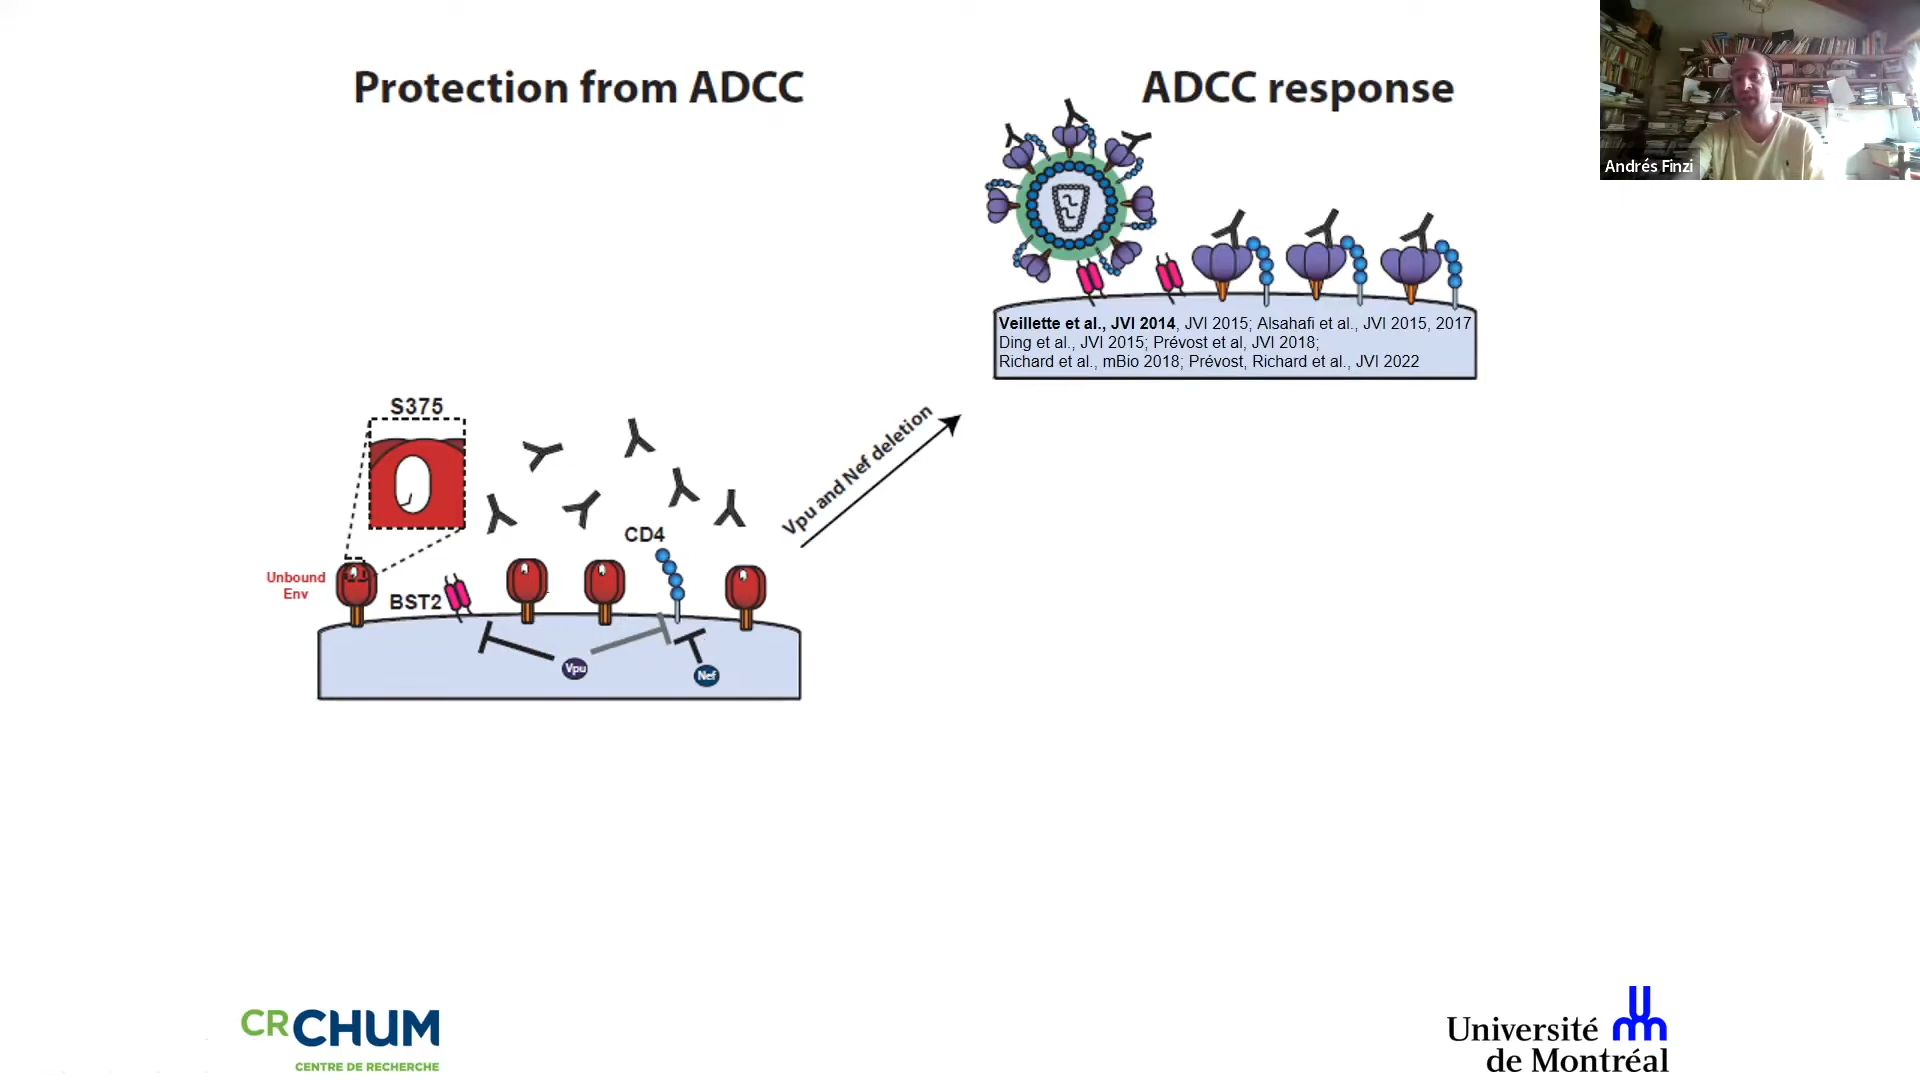 Protection from ADCC
ADCC response
Andrés Finzi
Veillette et al., JVI 2014, JVI 2015; Alsahafi et al., JVI 2015, 2017
Ding et al., JVI 2015; Prévost et al, JVI 2018;
Richard et al., mBio 2018; Prévost, Richard et al., JVI 2022
S375
Vpu and Nef deletion
CD4
Unbound
Env
BST2
Vpu
Nef
CRCHUM
CENTRE DE RECHERCHE
Université
de Montréal